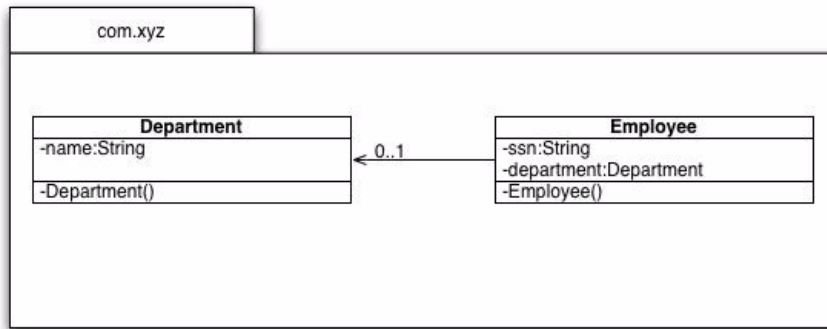 com.xyz
Department
-name:String
-Department()
0..1
Employee
-ssn:String
-department:Department
-Employee()